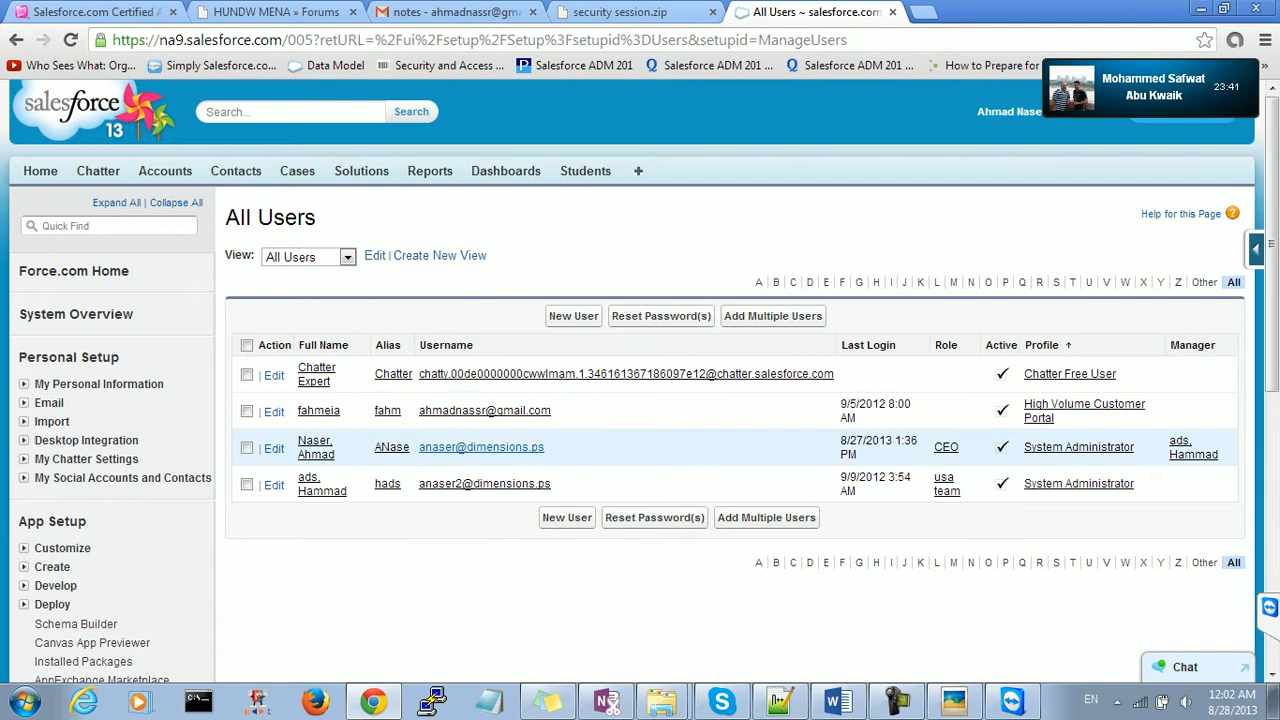 Salesforce.com Certified A
HUNDW MENA » Forums
notes - ahmadnassr@gm
security session.zip
All Users ~ salesforce.com
https://na9.salesforce.com/005?retURL=%2Fui%2Fsetup%2FSetup%3Fsetupid%3DUsers&setupid=ManageUsers
Who Sees What: Org...
Simply Salesforce.co...
Data Model
Security and Access ...
Salesforce ADM 201
Salesforce ADM 201 ...
Salesforce ADM 201 ...
How to Prepare for
»
Mohammed Safwat
Abu Kwaik
23:41
salesforce
13
Search...
Search
Ahmad Nase
Home
Chatter
Accounts
Contacts
Cases
Solutions
Reports
Dashboards
Students
+
Expand All | Collapse All
Quick Find
Force.com Home
System Overview
Personal Setup
My Personal Information
Email
Import
Desktop Integration
My Chatter Settings
My Social Accounts and Contacts
App Setup
Customize
Create
Develop
Deploy
Schema Builder
Canvas App Previewer
Installed Packages
AppExchange Marketplace
All Users
Help for this Page ?
View: All Users Edit | Create New View
A | B | C | D | E | F | G | H | I | J | K | L | M | N | O | P | Q | R | S | T | U | V | W | X | Y | Z | Other All
New User Reset Password(s) Add Multiple Users
Action Full Name Alias Username Last Login Role Active Profile Manager
| Edit Chatter Expert Chatter chatty.00de0000000cwwlmam.1.346161367186097e12@chatter.salesforce.com ✓ Chatter Free User
| Edit fahmeia fahm ahmadnassr@gmail.com 9/5/2012 8:00 AM ✓ High Volume Customer Portal
| Edit Naser, Ahmad ANase anaser@dimensions.ps 8/27/2013 1:36 PM CEO ✓ System Administrator ads, Hammad
| Edit ads, Hammad hads anaser2@dimensions.ps 9/9/2012 3:54 AM usa team ✓ System Administrator
New User Reset Password(s) Add Multiple Users
A | B | C | D | E | F | G | H | I | J | K | L | M | N | O | P | Q | R | S | T | U | V | W | X | Y | Z | Other All
Chat
EN
12:02 AM
8/28/2013